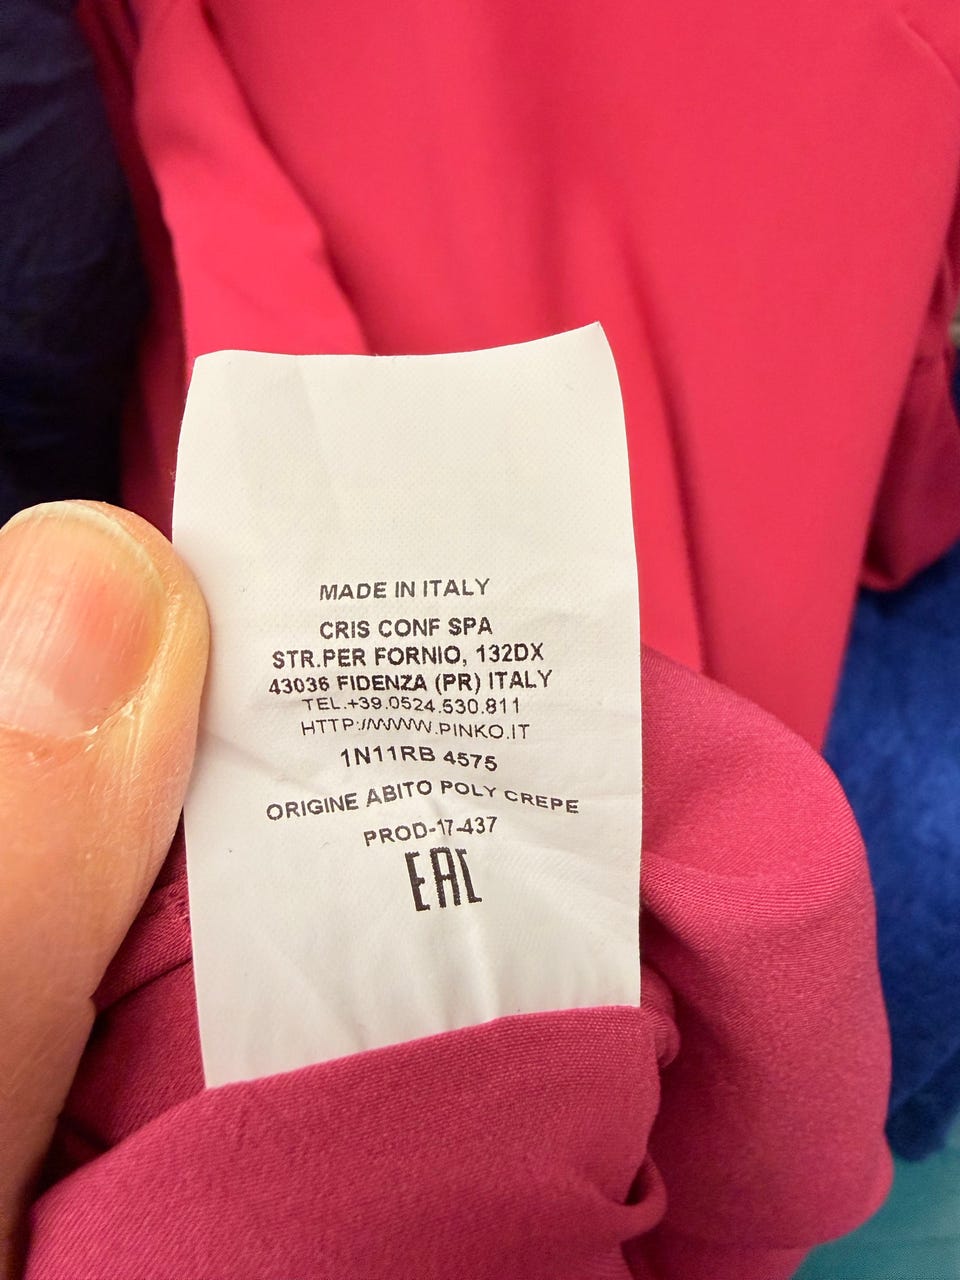 MADE IN ITALY
CRIS CONF SPA
STR.PER FORNIO, 132DX
43036 FIDENZA (PR) ITALY
TEL.+39.0524.530.811
HTTP://WWW.PINKO.IT
1N11RB 4575
ORIGINE ABITO POLY CREPE
PROD-17-437
EAC